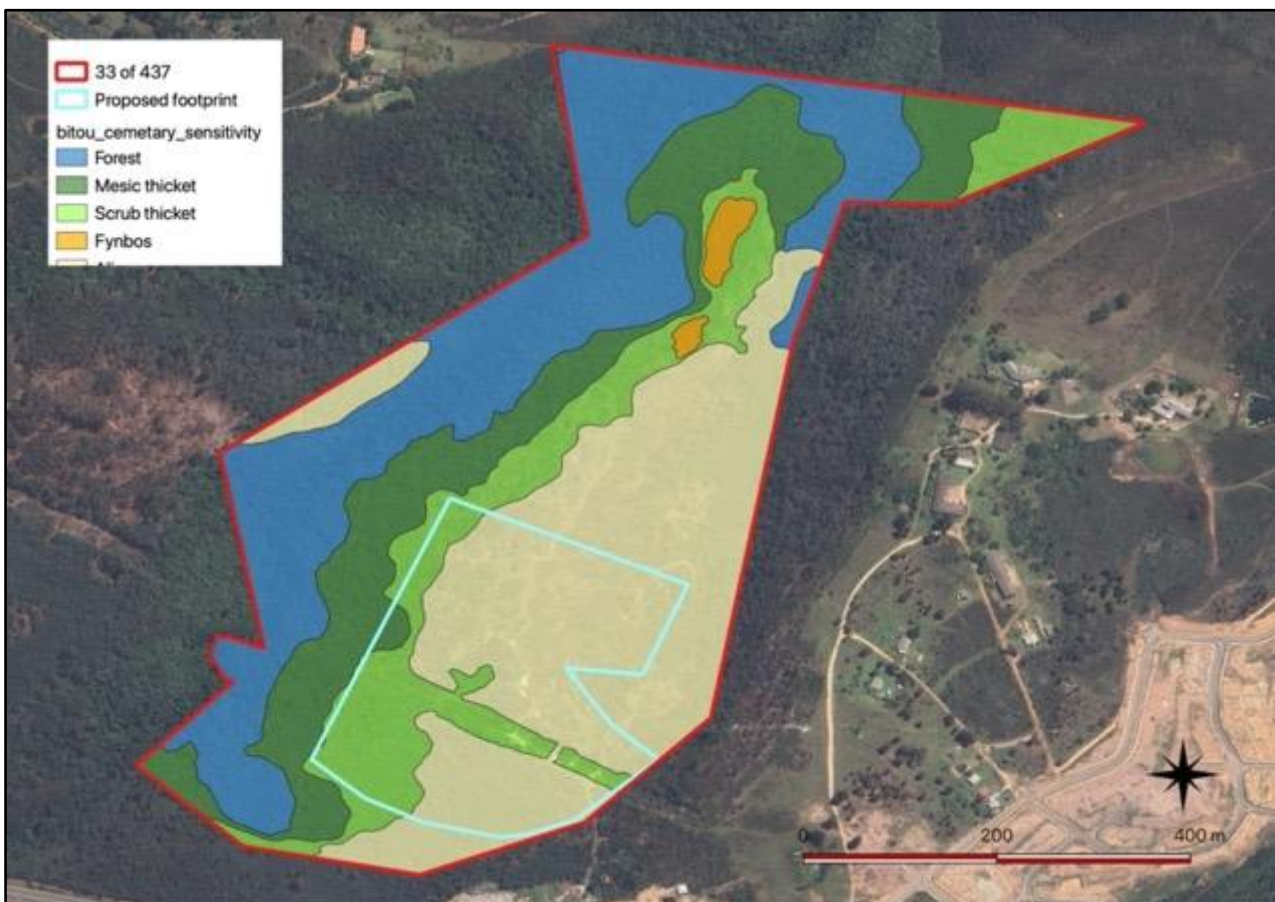 33 of 437
Proposed footprint
bitou_cemetary_sensitivity
Forest
Mesic thicket
Scrub thicket
Fynbos
0 200 400 m